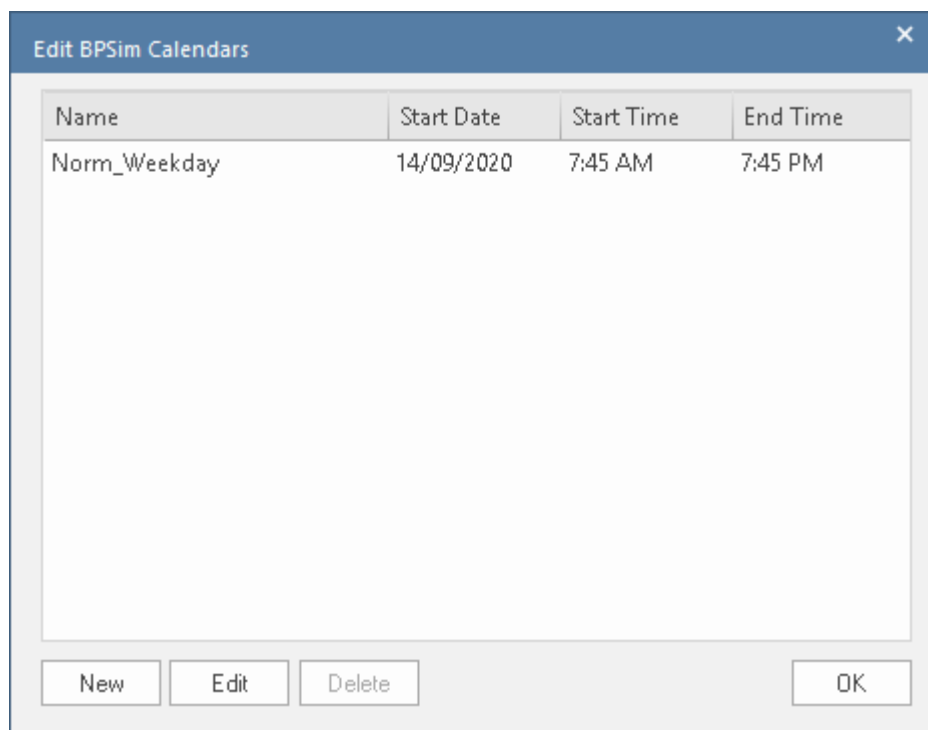 Edit BPSim Calendars
Name Start Date Start Time End Time
Norm_Weekday 14/09/2020 7:45 AM 7:45 PM
New Edit Delete OK